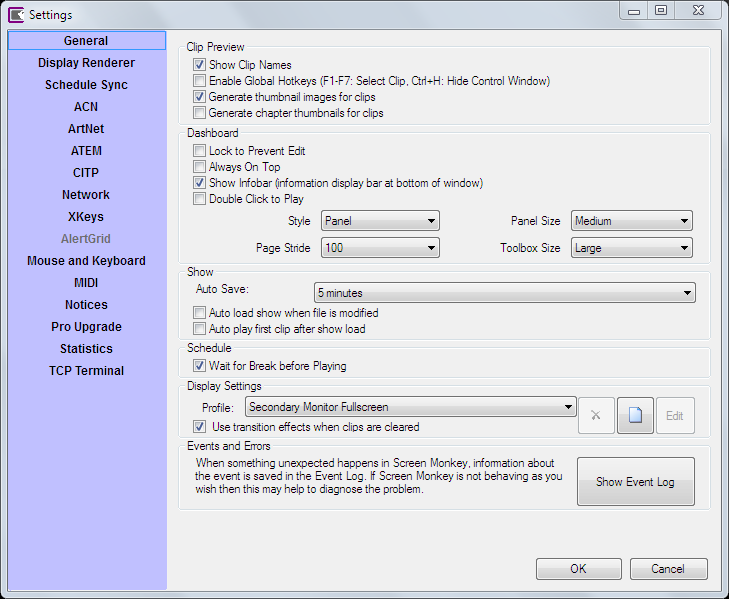 Settings
General
Display Renderer
Schedule Sync
ACN
ArtNet
ATEM
CITP
Network
XKeys
AlertGrid
Mouse and Keyboard
MIDI
Notices
Pro Upgrade
Statistics
TCP Terminal
Clip Preview
Show Clip Names
Enable Global Hotkeys (F1-F7: Select Clip, Ctrl+H: Hide Control Window)
Generate thumbnail images for clips
Generate chapter thumbnails for clips
Dashboard
Lock to Prevent Edit
Always On Top
Show Infobar (information display bar at bottom of window)
Double Click to Play
Style Panel Panel Size Medium
Page Stride 100 Toolbox Size Large
Show
Auto Save: 5 minutes
Auto load show when file is modified
Auto play first clip after show load
Schedule
Wait for Break before Playing
Display Settings
Profile: Secondary Monitor Fullscreen Edit
Use transition effects when clips are cleared
Events and Errors
When something unexpected happens in Screen Monkey, information about
the event is saved in the Event Log. If Screen Monkey is not behaving as you
wish then this may help to diagnose the problem.
Show Event Log
OK Cancel